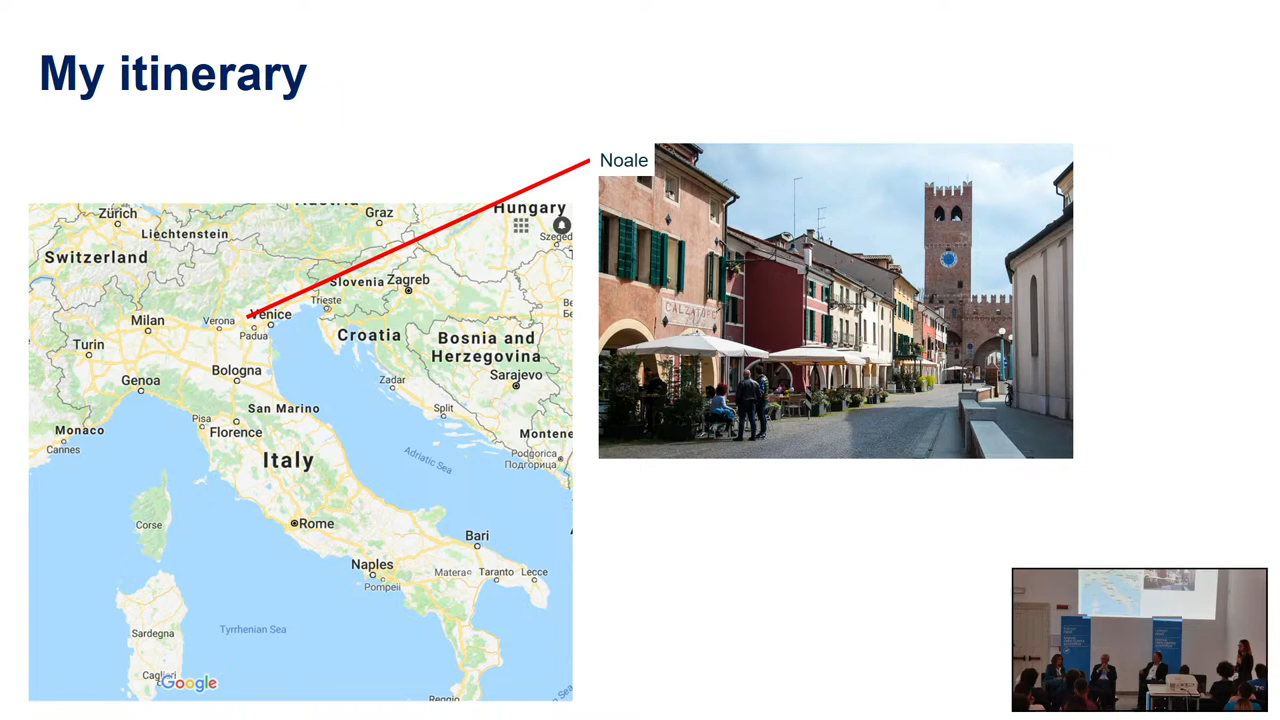 My itinerary
Noale
CALZATURE
Austria
Hungary
Zürich
Graz
Liechtenstein
Szeged
Switzerland
Slovenia
Zagreb
Trieste
Venice
Verona
Milan
Padua
Croatia
Turin
Bosnia and
Herzegovina
Bologna
Sarajevo
Genoa
Zadar
San Marino
Split
Pisa
Monaco
Florence
Montene
Cannes
Podgorica
Подгорица
Italy
Adriatic Sea
Corse
Rome
Bari
Naples
Matera
Taranto
Lecce
Pompeii
Tyrrhenian Sea
Sardegna
Cagliari
Google
Reggio